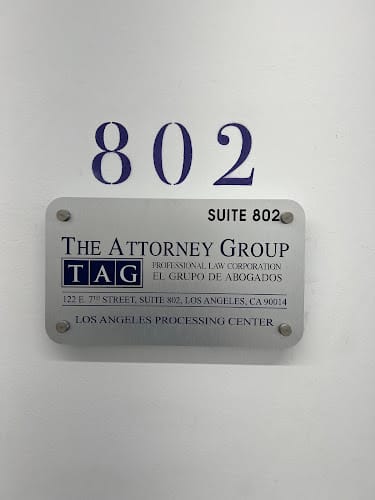 802
SUITE 802
THE ATTORNEY GROUP
TAG
PROFESSIONAL LAW CORPORATION
EL GRUPO DE ABOGADOS
122 E. 7TH STREET, SUITE 802, LOS ANGELES, CA 90014
LOS ANGELES PROCESSING CENTER